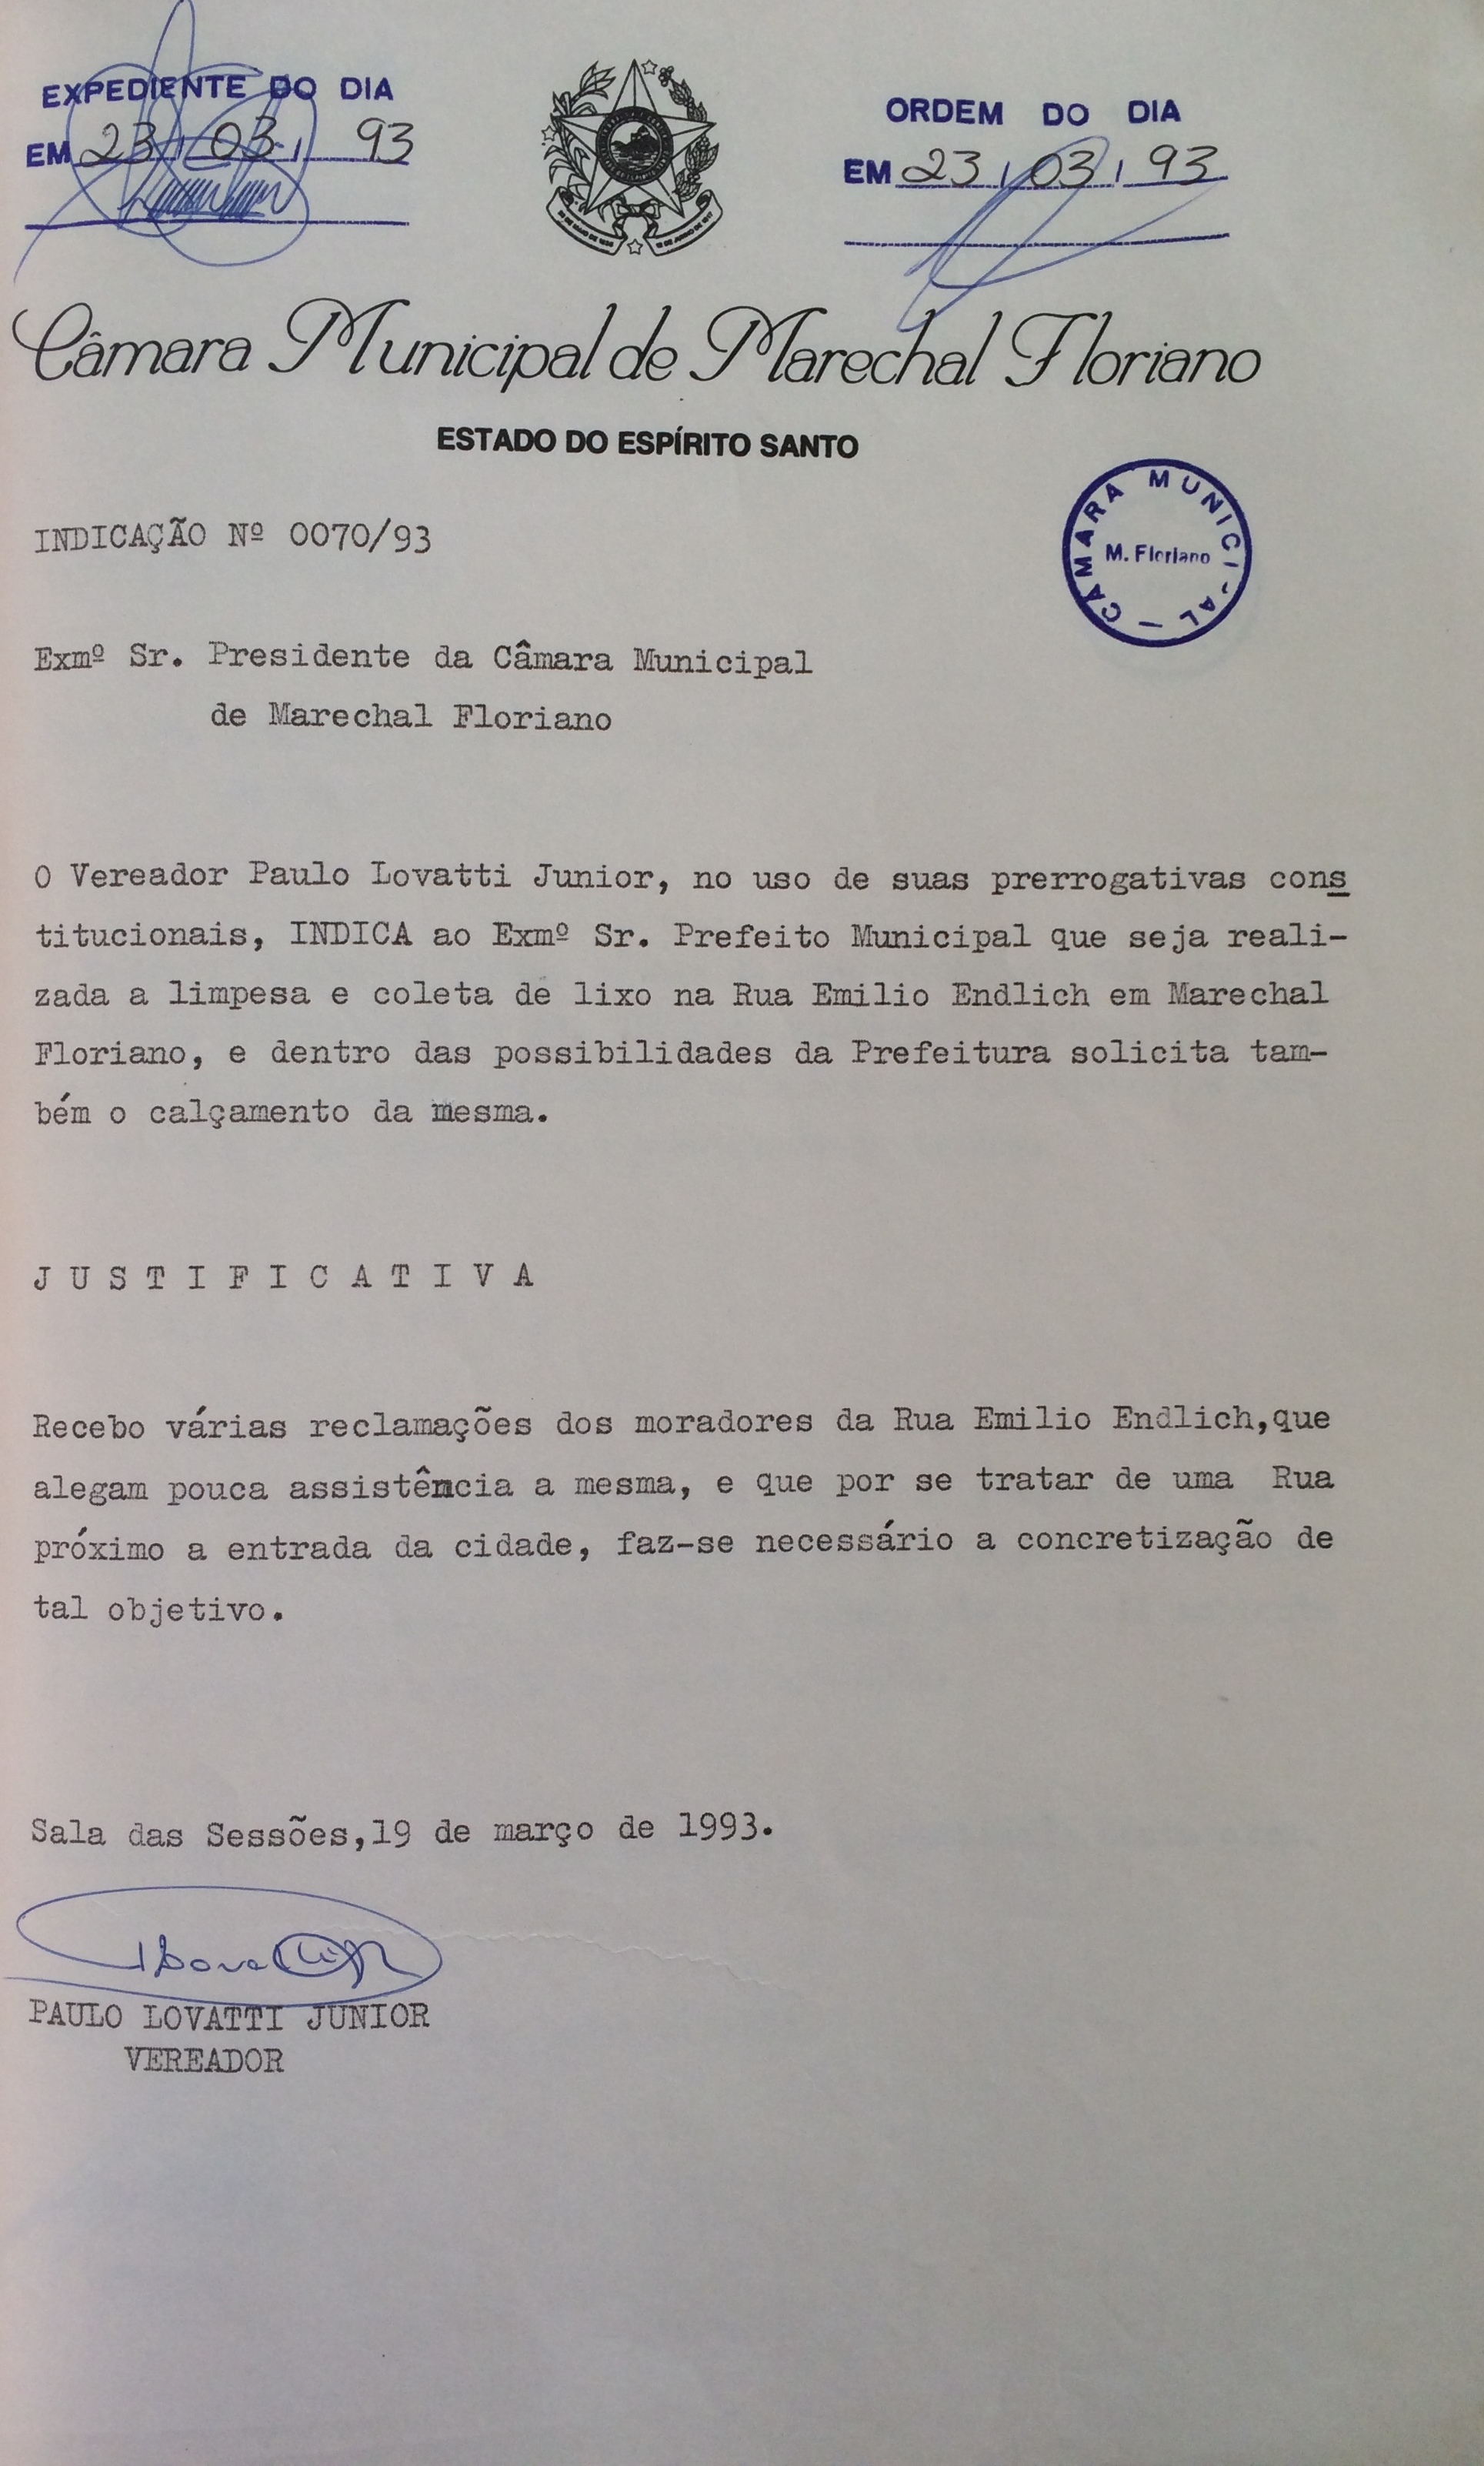 EXPEDIENTE DO DIA
EM 23 / 03 / 93
ORDEM DO DIA
EM 23 / 03 / 93
Câmara Municipal de Marechal Floriano
ESTADO DO ESPÍRITO SANTO
CÂMARA MUNICIPAL
M. Floriano
INDICAÇÃO Nº 0070/93
Exmº Sr. Presidente da Câmara Municipal
de Marechal Floriano
O Vereador Paulo Lovatti Junior, no uso de suas prerrogativas cons
titucionais, INDICA ao Exmº Sr. Prefeito Municipal que seja reali-
zada a limpesa e coleta de lixo na Rua Emilio Endlich em Marechal
Floriano, e dentro das possibilidades da Prefeitura solicita tam-
bém o calçamento da mesma.
J U S T I F I C A T I V A
Recebo várias reclamações dos moradores da Rua Emilio Endlich,que
alegam pouca assistência a mesma, e que por se tratar de uma Rua
próximo a entrada da cidade, faz-se necessário a concretização de
tal objetivo.
Sala das Sessões,19 de março de 1993.
PAULO LOVATTI JUNIOR
VEREADOR